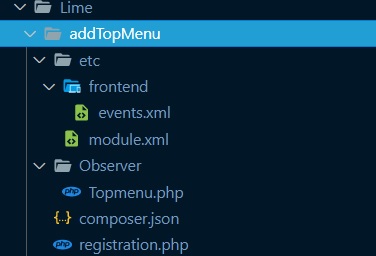 Lime
addTopMenu
etc
frontend
events.xml
module.xml
Observer
Topmenu.php
composer.json
registration.php